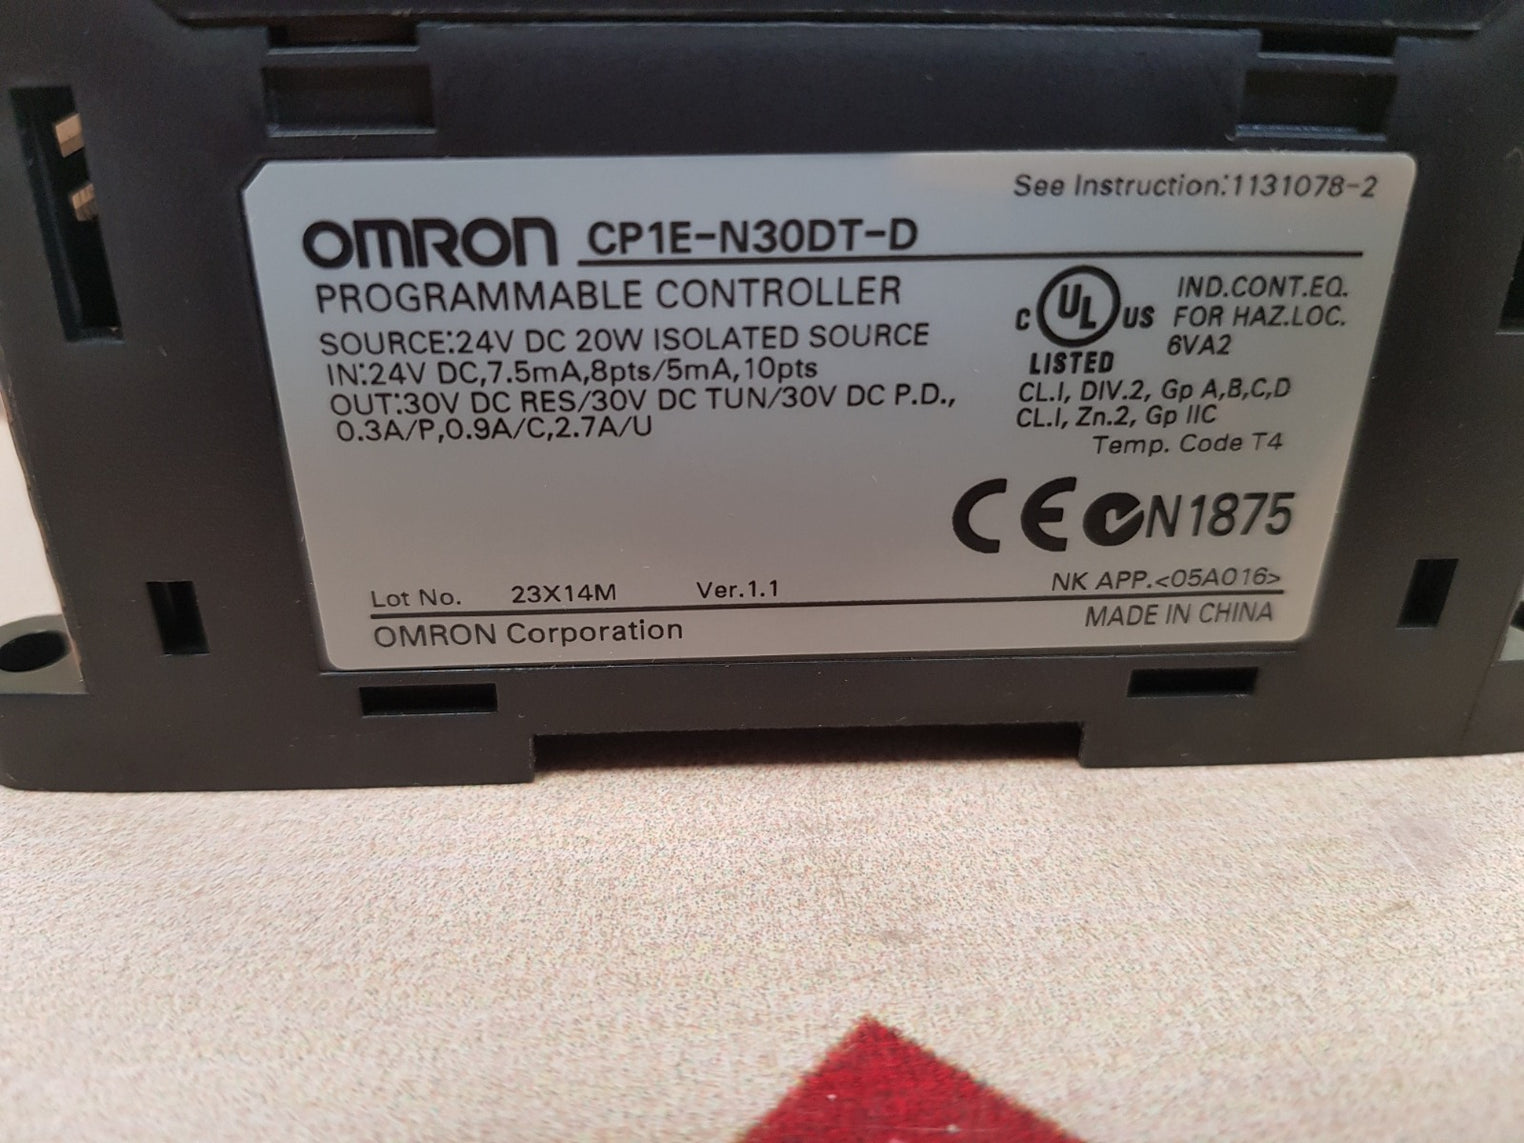 See Instruction:1131078-2
OMRON CP1E-N30DT-D
PROGRAMMABLE CONTROLLER
SOURCE:24V DC 20W ISOLATED SOURCE
IN:24V DC,7.5mA,8pts/5mA,10pts
OUT:30V DC RES/30V DC TUN/30V DC P.D.,
0.3A/P,0.9A/C,2.7A/U
C UL US
LISTED
IND.CONT.EQ.
FOR HAZ.LOC.
6VA2
CL.I, DIV.2, Gp A,B,C,D
CL.I, Zn.2, Gp IIC
Temp. Code T4
CE N1875
NK APP.<05A016>
Lot No. 23X14M Ver.1.1
OMRON Corporation
MADE IN CHINA